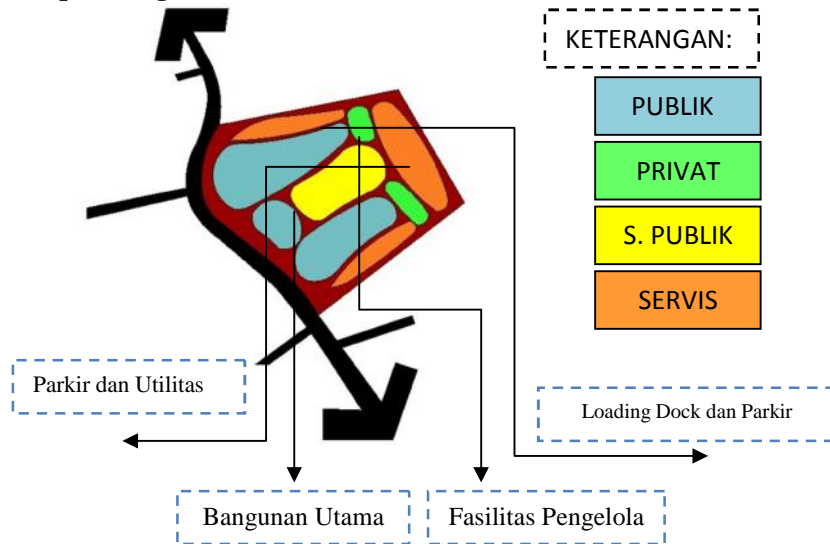 KETERANGAN:
PUBLIK
PRIVAT
S. PUBLIK
SERVIS
Parkir dan Utilitas
Loading Dock dan Parkir
Bangunan Utama
Fasilitas Pengelola